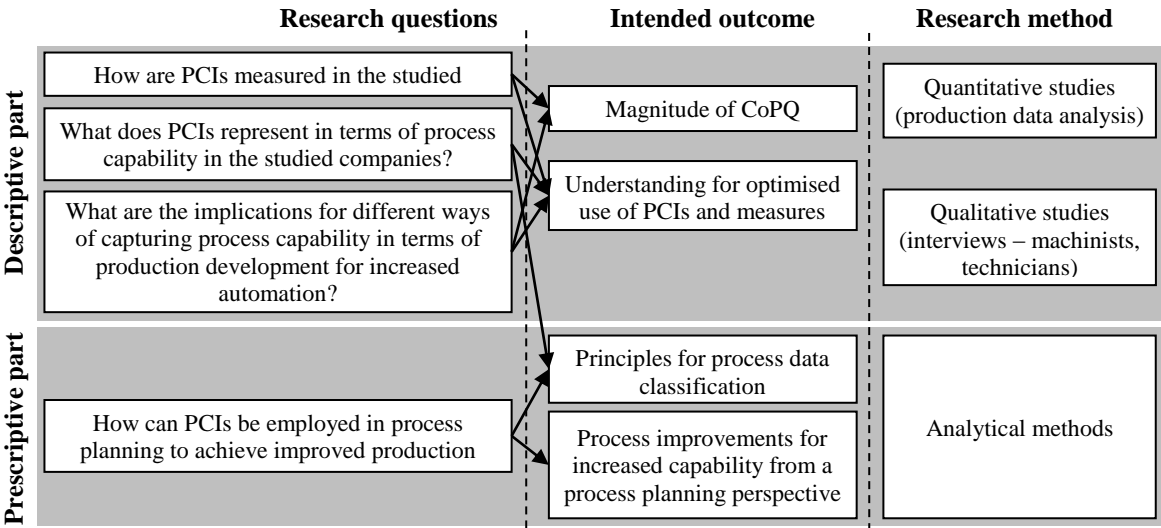 Research questions
Intended outcome
Research method
Descriptive part
How are PCIs measured in the studied
What does PCIs represent in terms of process
capability in the studied companies?
What are the implications for different ways
of capturing process capability in terms of
production development for increased
automation?
Magnitude of CoPQ
Understanding for optimised
use of PCIs and measures
Quantitative studies
(production data analysis)
Qualitative studies
(interviews – machinists,
technicians)
Prescriptive part
How can PCIs be employed in process
planning to achieve improved production
Principles for process data
classification
Process improvements for
increased capability from a
process planning perspective
Analytical methods